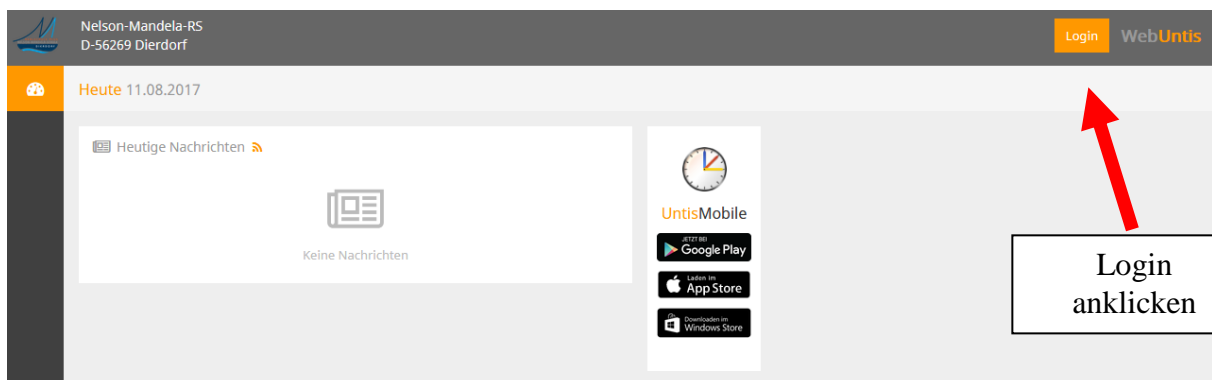 Nelson-Mandela-RS
D-56269 Dierdorf
Login WebUntis
Heute 11.08.2017
Heutige Nachrichten
Keine Nachrichten
UntisMobile
JETZT BEI
Google Play
Laden im
App Store
Downloaden im
Windows Store
Login
anklicken